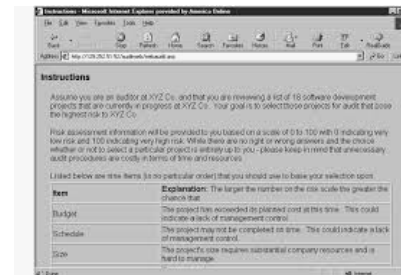 Instructions - Microsoft Internet Explorer provided by America Online
File Edit View Favorites Tools Help
Back Stop Refresh Home Search Favorites History Mail Print Edit RealGuide
Address
Go Links
Instructions
Assume you are an auditor at XYZ Co. and that you are reviewing a list of 18 software development
projects that are currently in progress at XYZ Co. Your goal is to select those projects for audit that pose
the highest risk to XYZ Co.
Risk assessment information will be provided to you based on a scale of 0 to 100 with 0 indicating very
low risk and 100 indicating very high risk. While there are no right or wrong answers and the choice
whether or not to select a particular project is entirely up to you - please keep in mind that unnecessary
audit procedures are costly in terms of time and resources.
Listed below are nine items (in no particular order) that you should use to base your selection upon.
Item
Explanation: The larger the number on the risk scale the greater the
chance that
Budget
The project has exceeded its planned cost at this time. This could
indicate a lack of management control.
Schedule
The project may not be completed on time. This could indicate a lack
of management control.
Size
The project's size requires substantial company resources and is
hard to manage.
Internet